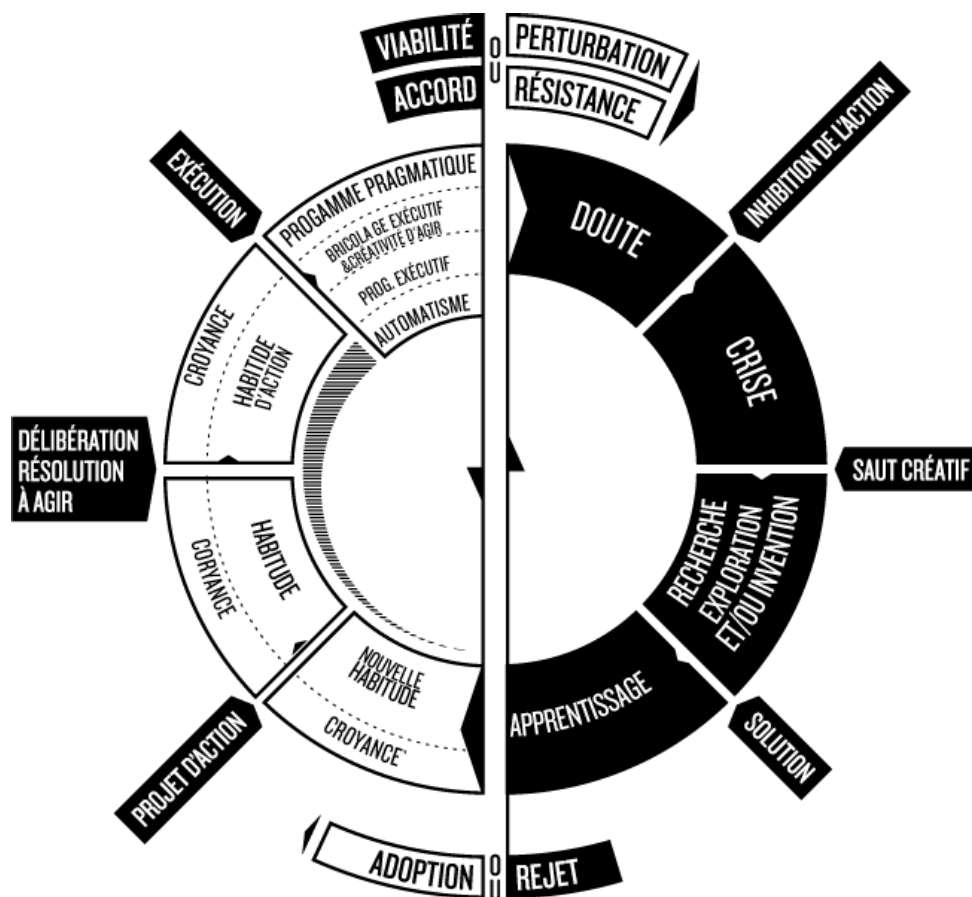 VIABILITÉ
ACCORD
OU
PERTURBATION
RÉSISTANCE
INHIBITION DE L'ACTION
EXÉCUTION
PROGAMME PRAGMATIQUE
BRICOLA GE EXÉCUTIF
&CRÉATIVITÉ D'AGIR
PROG. EXÉCUTIF
AUTOMATISME
DOUTE
CRISE
SAUT CRÉATIF
RECHERCHE
EXPLORATION
ET/OU INVENTION
SOLUTION
APPRENTISSAGE
REJET
OU
ADOPTION
NOUVELLE
HABITUDE
CROYANCE`
PROJET D'ACTION
HABITUDE
CORYANCE
DÉLIBÉRATION
RÉSOLUTION
À AGIR
CROYANCE
HABITIDE
D'ACTION